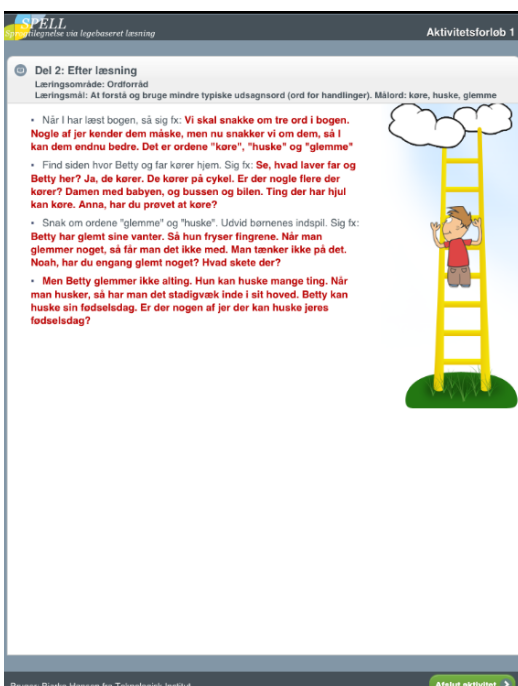 SPELL
Sprogtilegnelse via legebaseret læsning
Aktivitetsforløb 1
Del 2: Efter læsning
Læringsområde: Ordforråd
Læringsmål: At forstå og bruge mindre typiske udsagnsord (ord for handlinger). Målord: køre, huske, glemme
• Når I har læst bogen, så sig fx: Vi skal snakke om tre ord i bogen.
Nogle af jer kender dem måske, men nu snakker vi om dem, så I
kan dem endnu bedre. Det er ordene "køre", "huske" og "glemme"
• Find siden hvor Betty og far kører hjem. Sig fx: Se, hvad laver far og
Betty her? Ja, de kører. De kører på cykel. Er der nogle flere der
kører? Damen med babyen, og bussen og bilen. Ting der har hjul
kan køre. Anna, har du prøvet at køre?
• Snak om ordene "glemme" og "huske". Udvid børnenes indspil. Sig fx:
Betty har glemt sine vanter. Så hun fryser fingrene. Når man
glemmer noget, så får man det ikke med. Man tænker ikke på det.
Noah, har du engang glemt noget? Hvad skete der?
• Men Betty glemmer ikke alting. Hun kan huske mange ting. Når
man husker, så har man det stadigvæk inde i sit hoved. Betty kan
huske sin fødselsdag. Er der nogen af jer der kan huske jeres
fødselsdag?
Bruger: Bjarke Hansen fra Teknologisk Institut
Afslut aktivitet